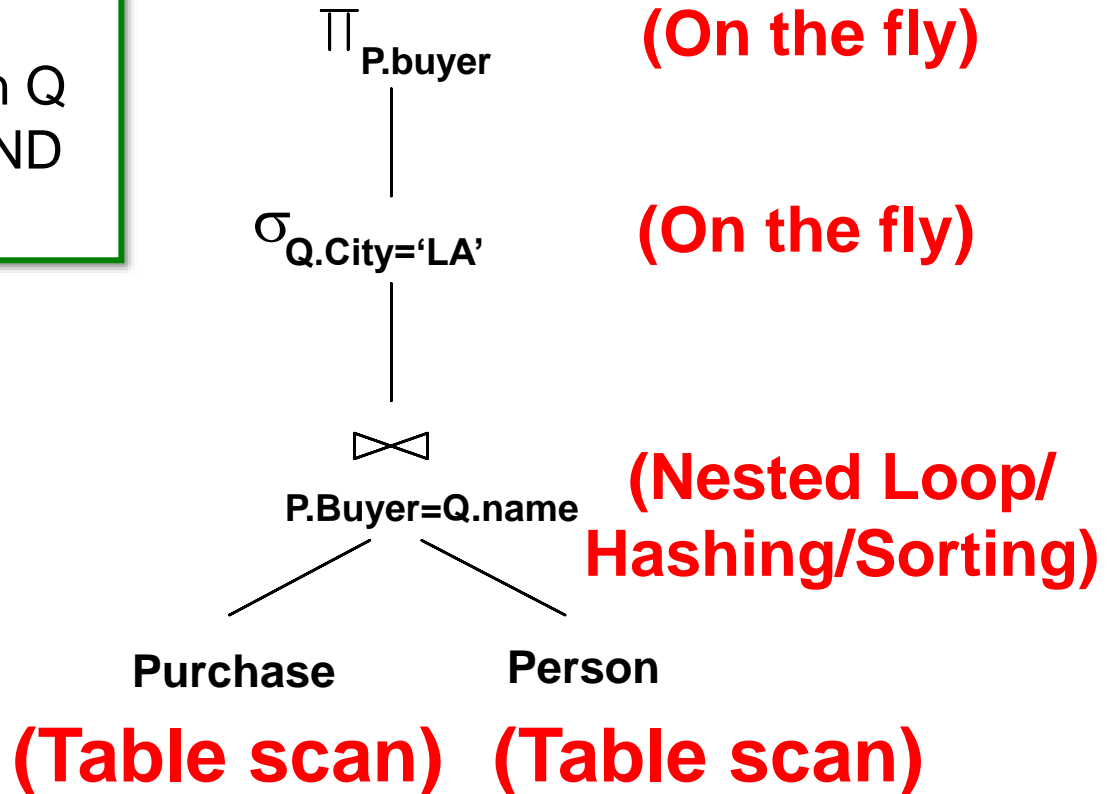 Q
ND
∏ P.buyer (On the fly)
σ Q.City=‘LA’ (On the fly)
⋈
P.Buyer=Q.name
(Nested Loop/
Hashing/Sorting)
Purchase Person
(Table scan) (Table scan)